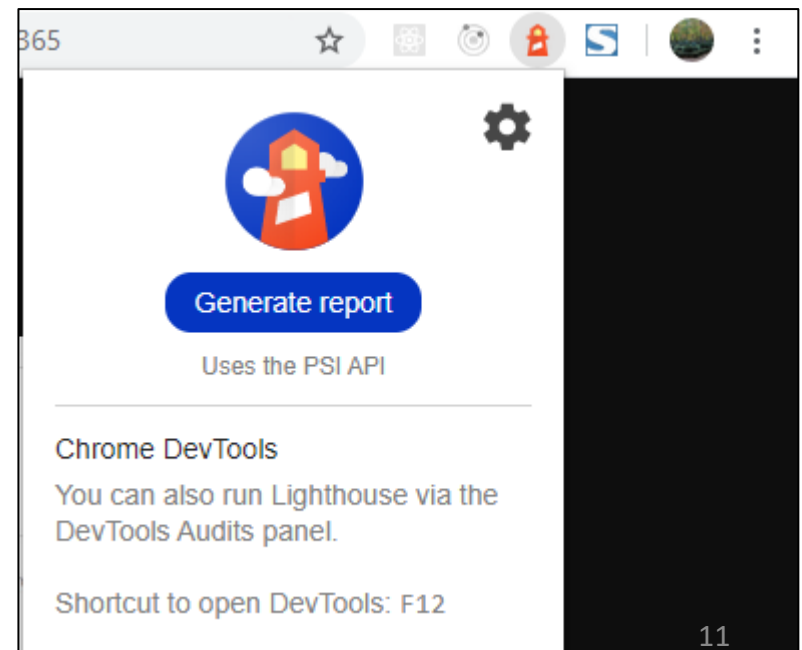 365
S
Generate report
Uses the PSI API
Chrome DevTools
You can also run Lighthouse via the
DevTools Audits panel.
Shortcut to open DevTools: F12
11